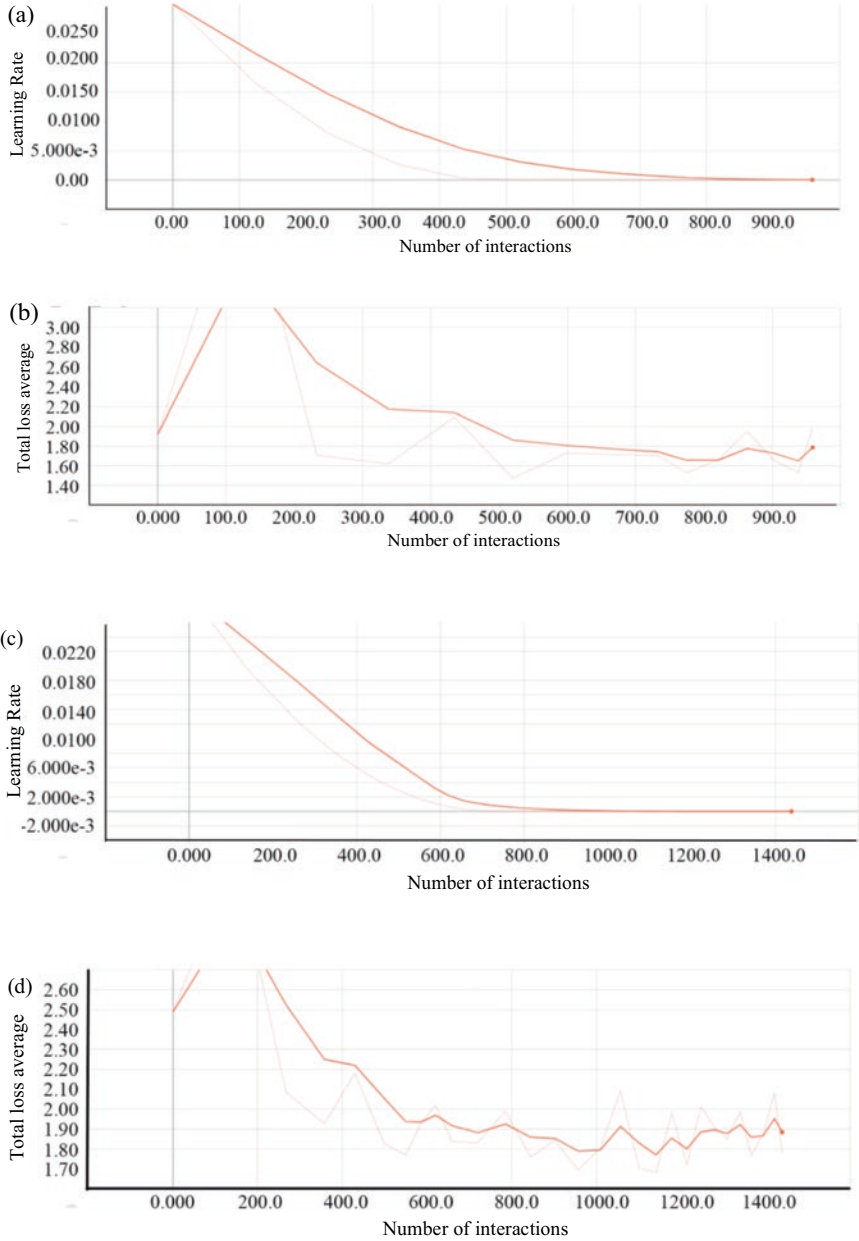 (a)
Learning Rate
0.0250
0.0200
0.0150
0.0100
5.000e-3
0.00
0.00 100.0 200.0 300.0 400.0 500.0 600.0 700.0 800.0 900.0
Number of interactions
(b)
Total loss average
3.00
2.80
2.60
2.40
2.20
2.00
1.80
1.60
1.40
0.000 100.0 200.0 300.0 400.0 500.0 600.0 700.0 800.0 900.0
Number of interactions
(c)
Learning Rate
0.0220
0.0180
0.0140
0.0100
6.000e-3
2.000e-3
-2.000e-3
0.000 200.0 400.0 600.0 800.0 1000.0 1200.0 1400.0
Number of interactions
(d)
Total loss average
2.60
2.50
2.40
2.30
2.20
2.10
2.00
1.90
1.80
1.70
0.000 200.0 400.0 600.0 800.0 1000.0 1200.0 1400.0
Number of interactions